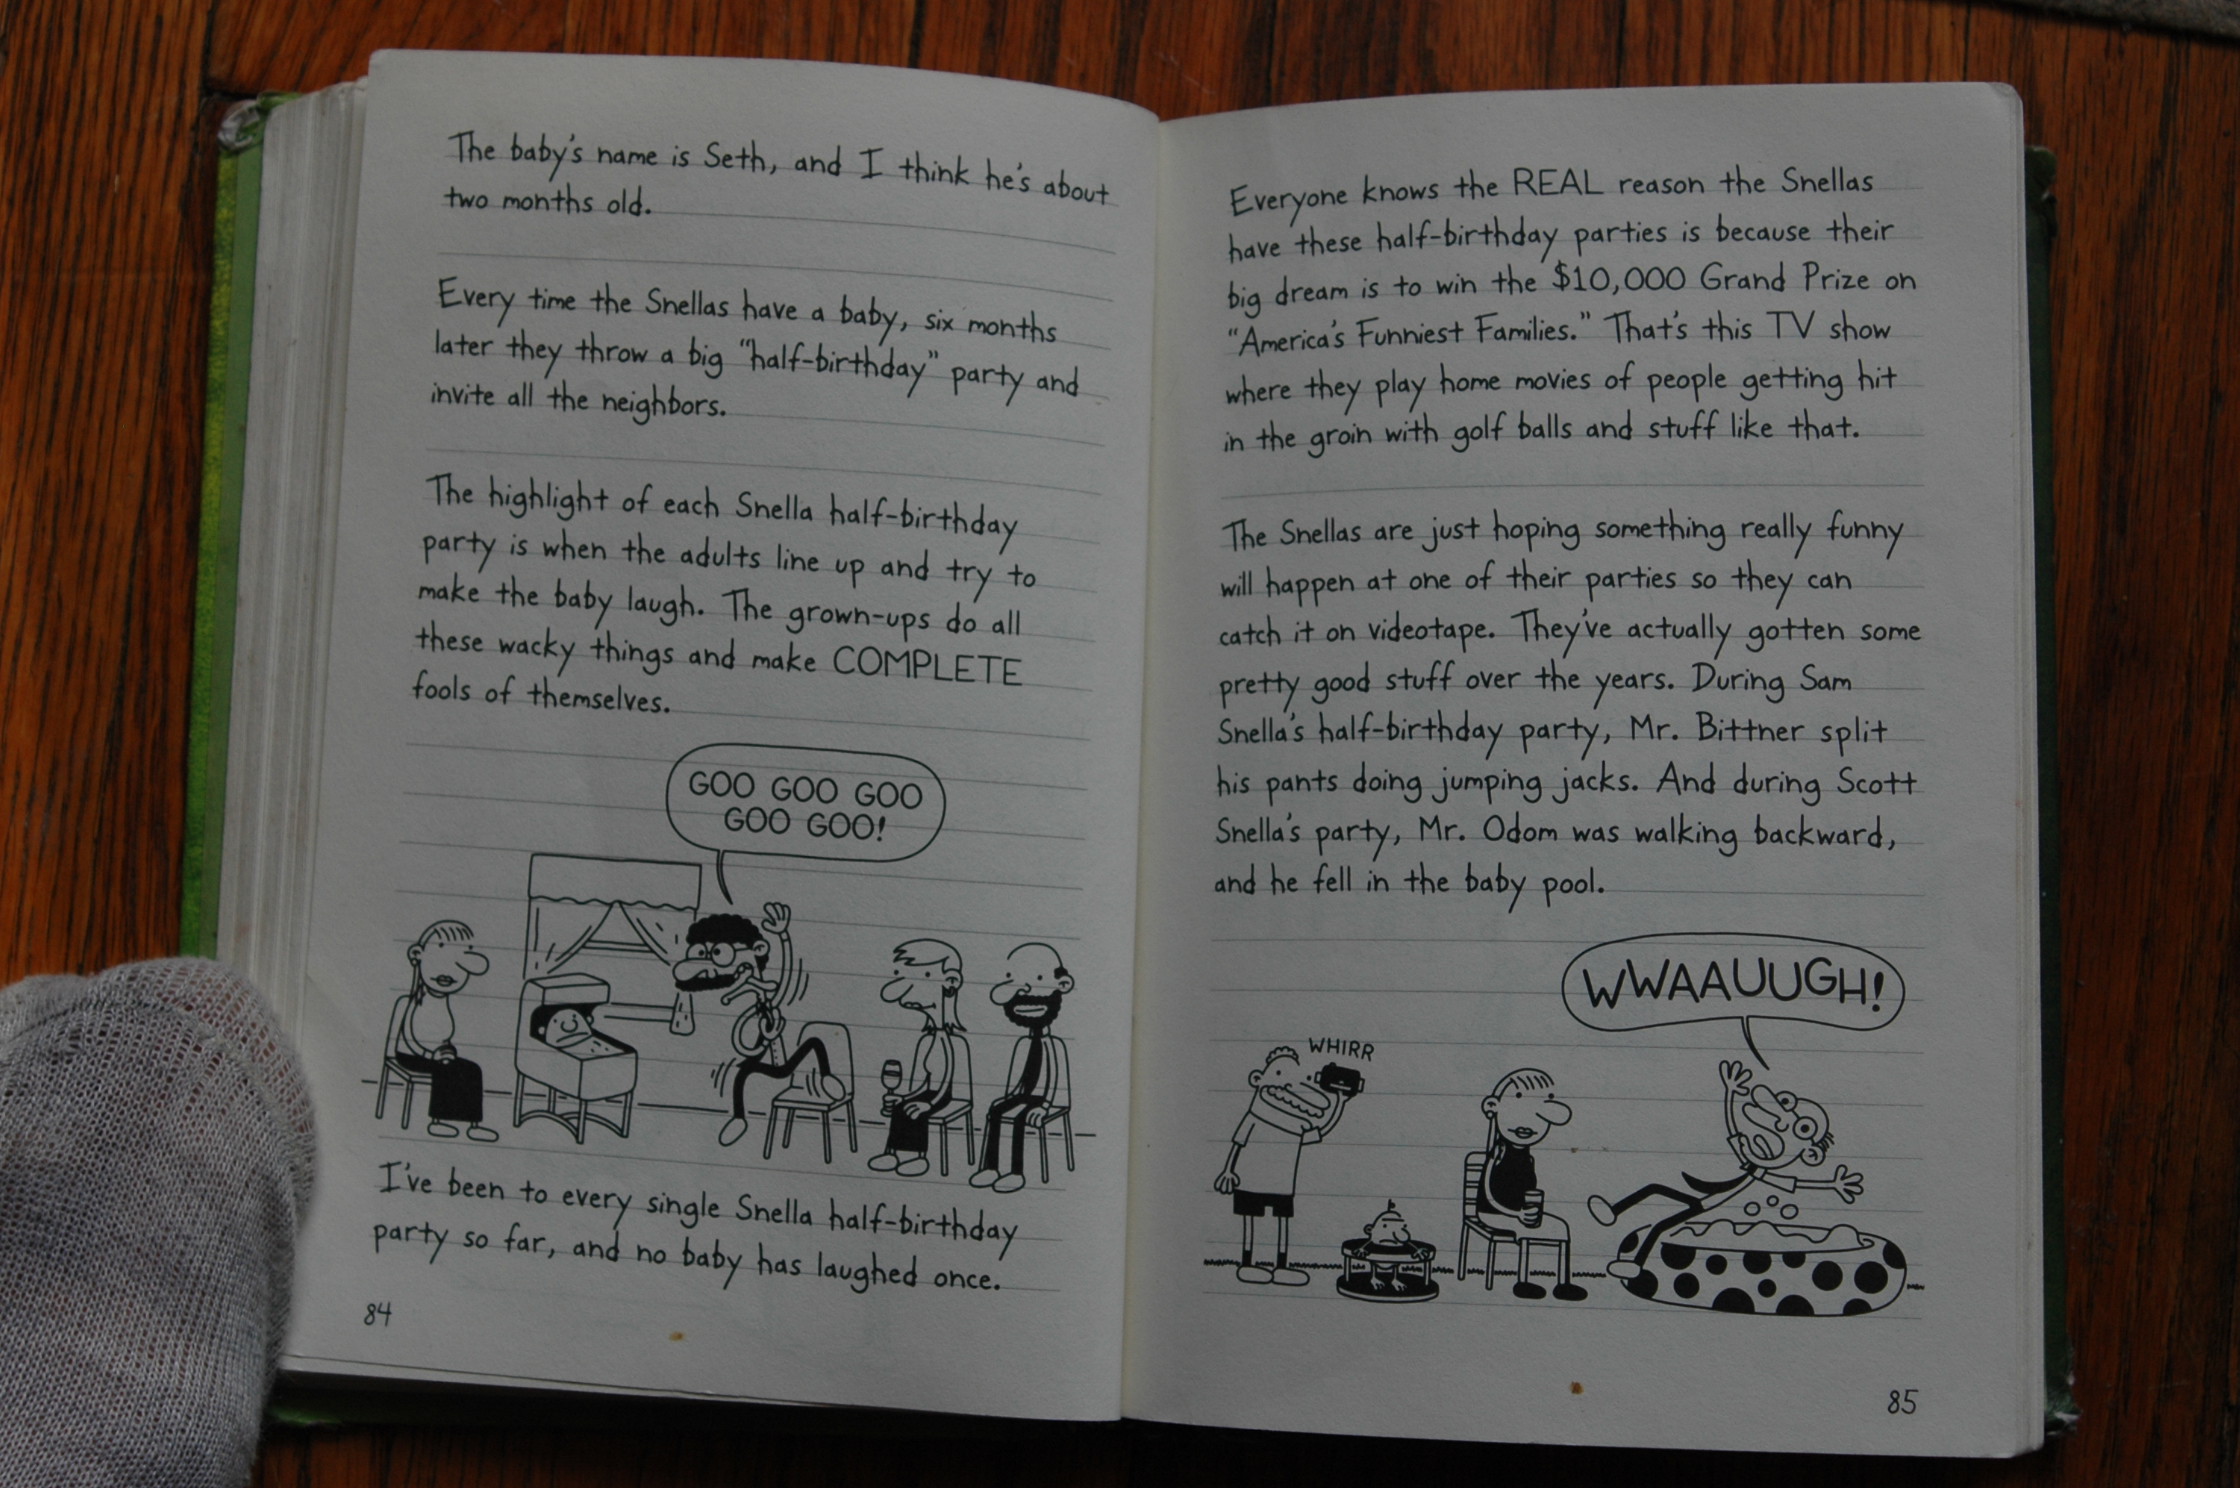 The baby's name is Seth, and I think he's about
two months old.
Every time the Snellas have a baby, six months
later they throw a big "half-birthday" party and
invite all the neighbors.
The highlight of each Snella half-birthday
party is when the adults line up and try to
make the baby laugh. The grown-ups do all
these wacky things and make COMPLETE
fools of themselves.
GOO GOO GOO
GOO GOO!
I've been to every single Snella half-birthday
party so far, and no baby has laughed once.
84
Everyone knows the REAL reason the Snellas
have these half-birthday parties is because their
big dream is to win the $10,000 Grand Prize on
"America's Funniest Families." That's this TV show
where they play home movies of people getting hit
in the groin with golf balls and stuff like that.
The Snellas are just hoping something really funny
will happen at one of their parties so they can
catch it on videotape. They've actually gotten some
pretty good stuff over the years. During Sam
Snella's half-birthday party, Mr. Bittner split
his pants doing jumping jacks. And during Scott
Snella's party, Mr. Odom was walking backward,
and he fell in the baby pool.
WWAAUUGH!
WHIRR
85